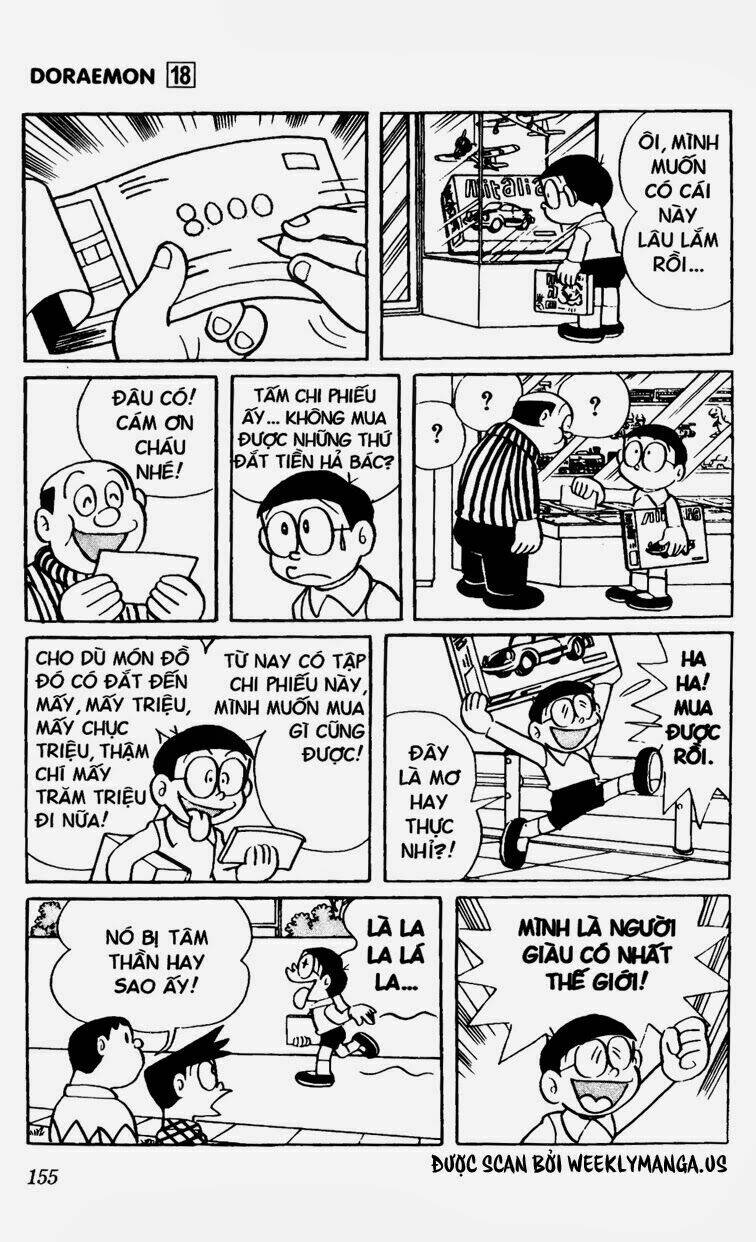 DORAEMON 18
ÔI, MÌNH
MUỐN
CÓ CÁI
NÀY
LÂU LẮM
RỒI...
8.000
?
?
?
TẤM CHI PHIẾU
ẤY... KHÔNG MUA
ĐƯỢC NHỮNG THỨ
ĐẮT TIỀN HẢ BÁC?
ĐÂU CÓ!
CÁM ƠN
CHÁU
NHÉ!
HA
HA!
MUA
ĐƯỢC
RỒI.
ĐÂY
LÀ MƠ
HAY
THỰC
NHỈ?!
TỪ NAY CÓ TẬP
CHI PHIẾU NÀY,
MÌNH MUỐN MUA
GÌ CŨNG
ĐƯỢC!
CHO DÙ MÓN ĐỒ
ĐÓ CÓ ĐẮT ĐẾN
MẤY, MẤY TRIỆU,
MẤY CHỤC
TRIỆU, THẬM
CHÍ MẤY
TRĂM TRIỆU
ĐI NỮA!
MÌNH LÀ NGƯỜI
GIÀU CÓ NHẤT
THẾ GIỚI!
LÀ LA
LA LÁ
LA...
NÓ BỊ TÂM
THẦN HAY
SAO ẤY!
155
ĐƯỢC SCAN BỞI WEEKLYMANGA.US